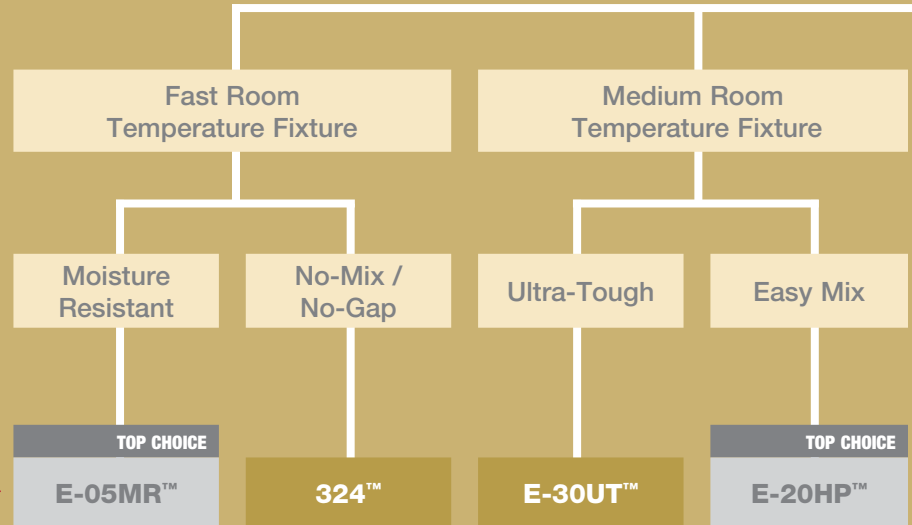 Fast Room
Temperature Fixture
Medium Room
Temperature Fixture
Moisture
Resistant
No-Mix /
No-Gap
Ultra-Tough
Easy Mix
TOP CHOICE
E-05MR™
324™
E-30UT™
TOP CHOICE
E-20HP™